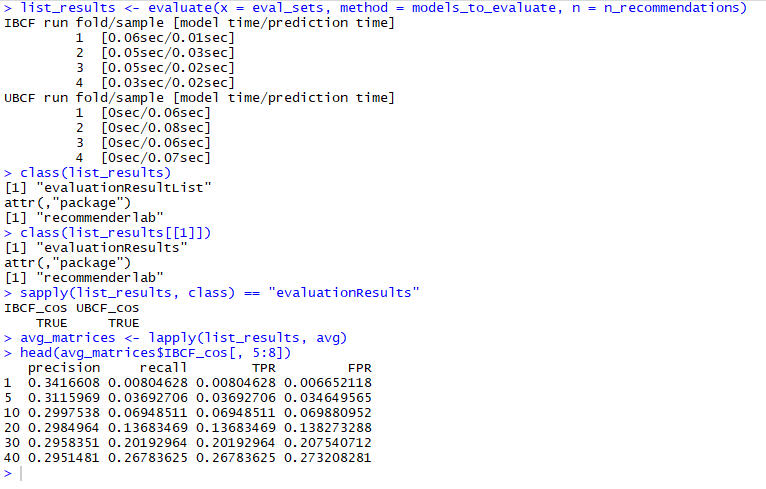 > list_results <- evaluate(x = eval_sets, method = models_to_evaluate, n = n_recommendations)
IBCF run fold/sample [model time/prediction time]
1 [0.06sec/0.01sec]
2 [0.05sec/0.03sec]
3 [0.05sec/0.02sec]
4 [0.03sec/0.02sec]
UBCF run fold/sample [model time/prediction time]
1 [0sec/0.06sec]
2 [0sec/0.08sec]
3 [0sec/0.06sec]
4 [0sec/0.07sec]
> class(list_results)
[1] "evaluationResultList"
attr(,"package")
[1] "recommenderlab"
> class(list_results[[1]])
[1] "evaluationResults"
attr(,"package")
[1] "recommenderlab"
> sapply(list_results, class) == "evaluationResults"
IBCF_cos UBCF_cos
TRUE TRUE
> avg_matrices <- lapply(list_results, avg)
> head(avg_matrices$IBCF_cos[, 5:8])
precision recall TPR FPR
1 0.3416608 0.00804628 0.00804628 0.006652118
5 0.3115969 0.03692706 0.03692706 0.034649565
10 0.2997538 0.06948511 0.06948511 0.069880952
20 0.2984964 0.13683469 0.13683469 0.138273288
30 0.2958351 0.20192964 0.20192964 0.207540712
40 0.2951481 0.26783625 0.26783625 0.273208281
>